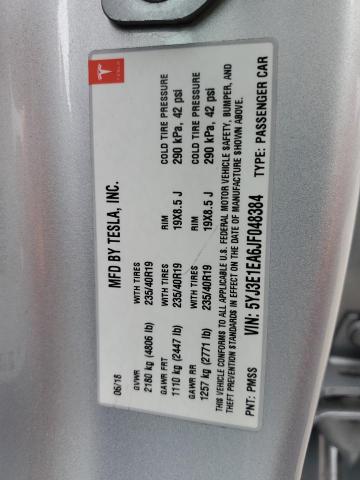 TESLA
MFD BY TESLA, INC.
06/18
GVWR WITH TIRES RIM COLD TIRE PRESSURE
2180 kg (4806 lb) 235/40R19 19X8.5 J 290 kPa, 42 psi
GAWR FRT
1110 kg (2447 lb) 235/40R19
GAWR RR WITH TIRES RIM COLD TIRE PRESSURE
1257 kg (2771 lb) 235/40R19 19X8.5 J 290 kPa, 42 psi
THIS VEHICLE CONFORMS TO ALL APPLICABLE U.S. FEDERAL MOTOR VEHICLE SAFETY, BUMPER, AND
THEFT PREVENTION STANDARDS IN EFFECT ON THE DATE OF MANUFACTURE SHOWN ABOVE.
VIN: 5YJ3E1EA6JF048384
PNT: PMSS TYPE: PASSENGER CAR